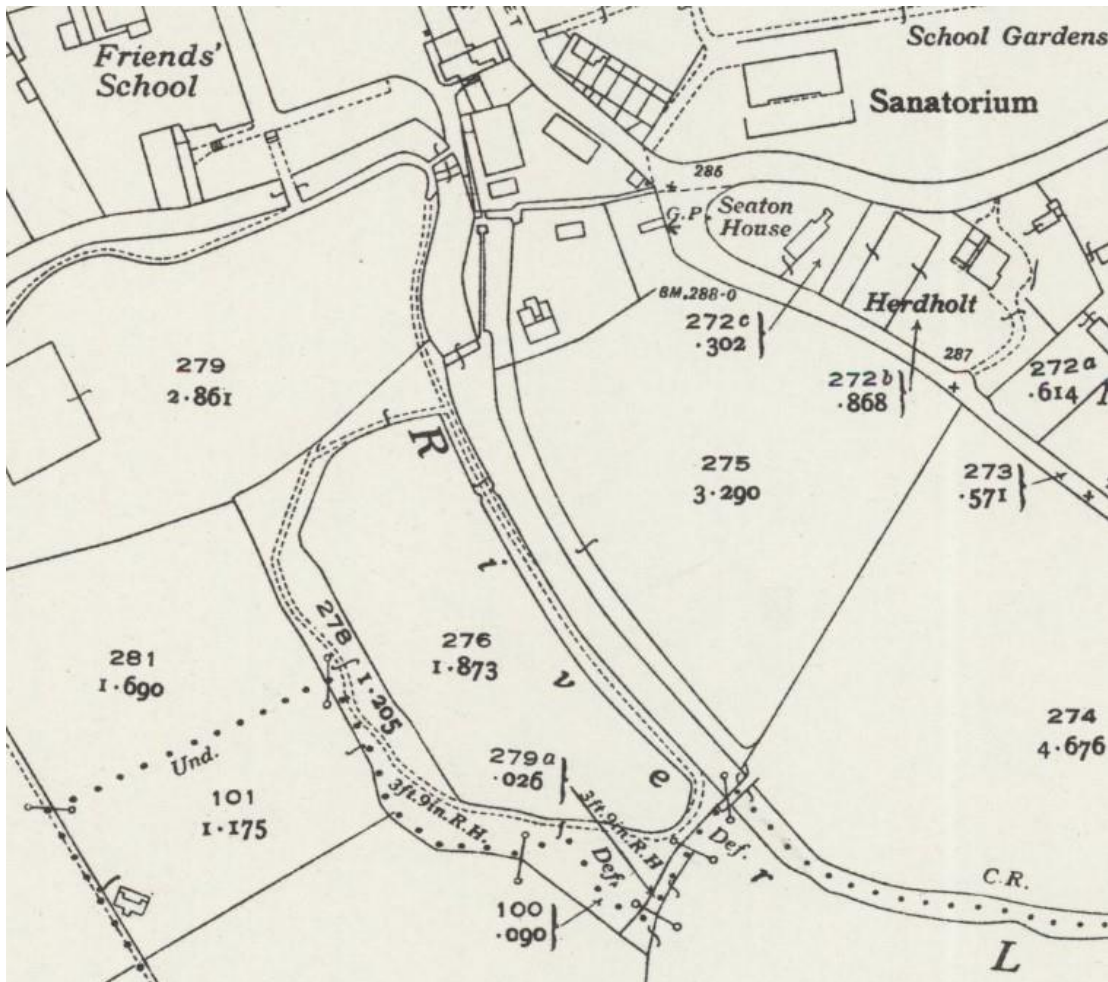 ET
School Gardens
Friends'
School
Sanatorium
286
G.P.
Seaton
House
B.M.288·0
272c
·302
Herdholt
287
272b
·868
272a
·614
279
2·861
R
275
3·290
273
·571
i
278
1·205
276
1·873
v
281
1·690
Und.
274
4·676
279a
·026
e
3ft.9in.R.H.
3ft.9in.R.H
101
1·175
Def.
Def.
r
C.R.
100
·090
L